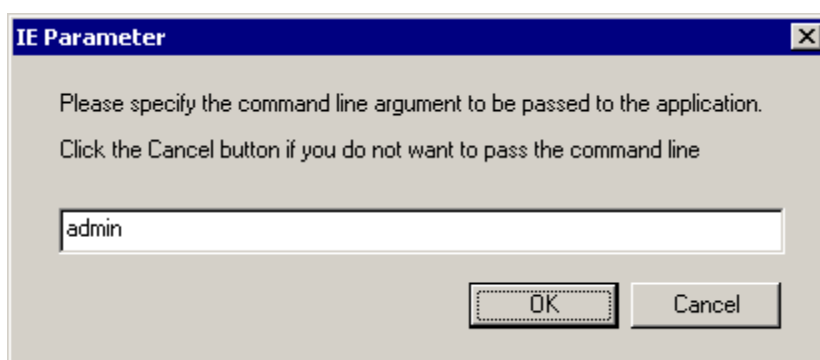 IE Parameter
Please specify the command line argument to be passed to the application.
Click the Cancel button if you do not want to pass the command line
admin
OK Cancel